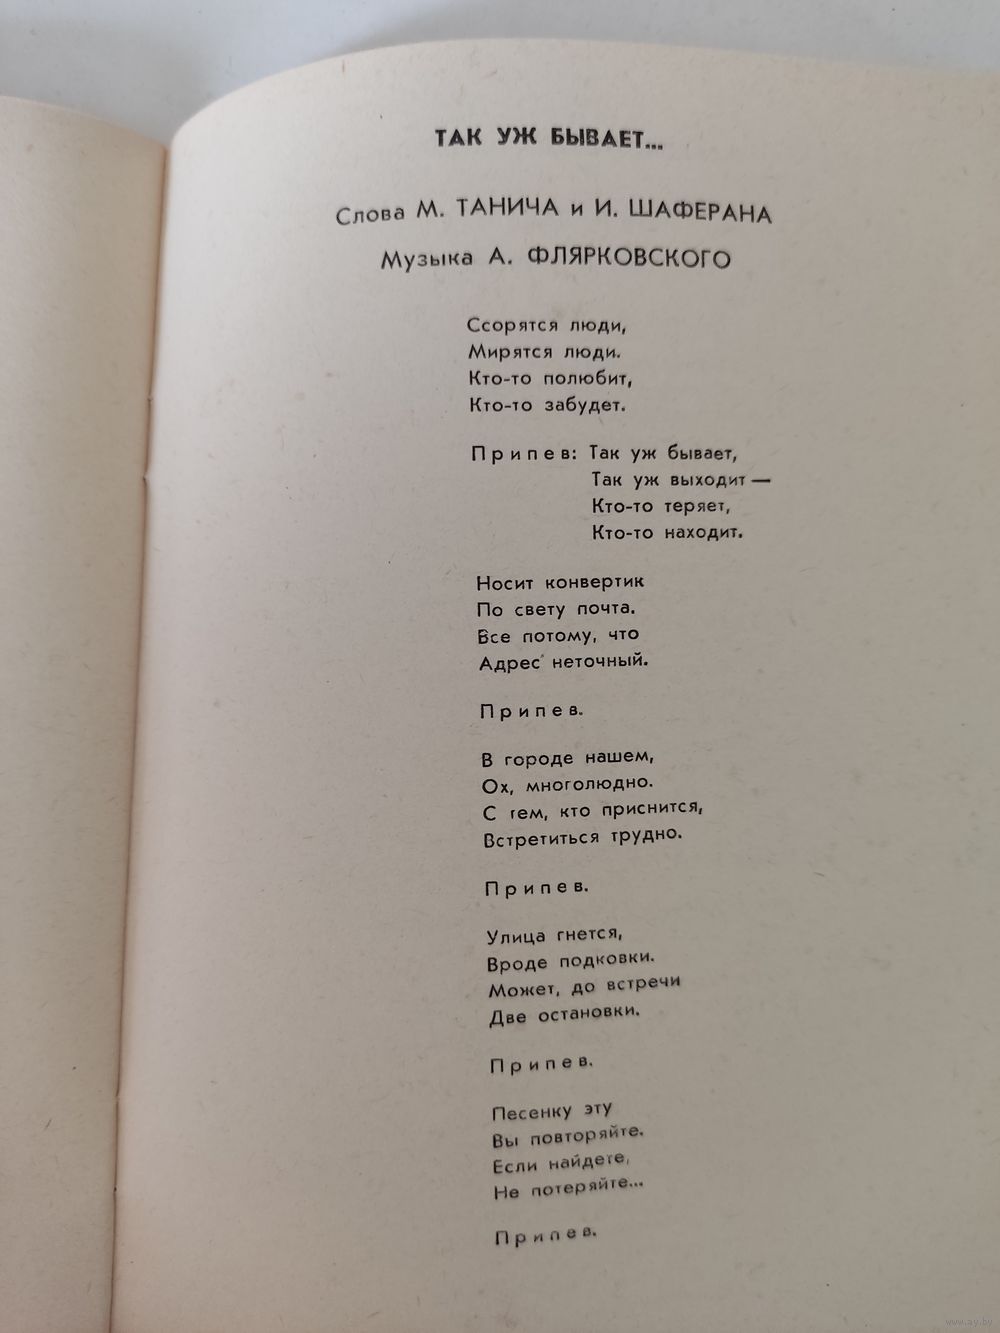 ТАК УЖ БЫВАЕТ...
Слова М. ТАНИЧА и И. ШАФЕРАНА
Музыка А. ФЛЯРКОВСКОГО
Ссорятся люди,
Мирятся люди.
Кто-то полюбит,
Кто-то забудет.
Припев: Так уж бывает,
Так уж выходит —
Кто-то теряет,
Кто-то находит.
Носит конвертик
По свету почта.
Все потому, что
Адрес неточный.
Припев.
В городе нашем,
Ох, многолюдно.
С тем, кто приснится,
Встретиться трудно.
Припев.
Улица гнется,
Вроде подковки.
Может, до встречи
Две остановки.
Припев.
Песенку эту
Вы повторяйте.
Если найдете,
Не потеряйте...
Припев.
www.ay.by